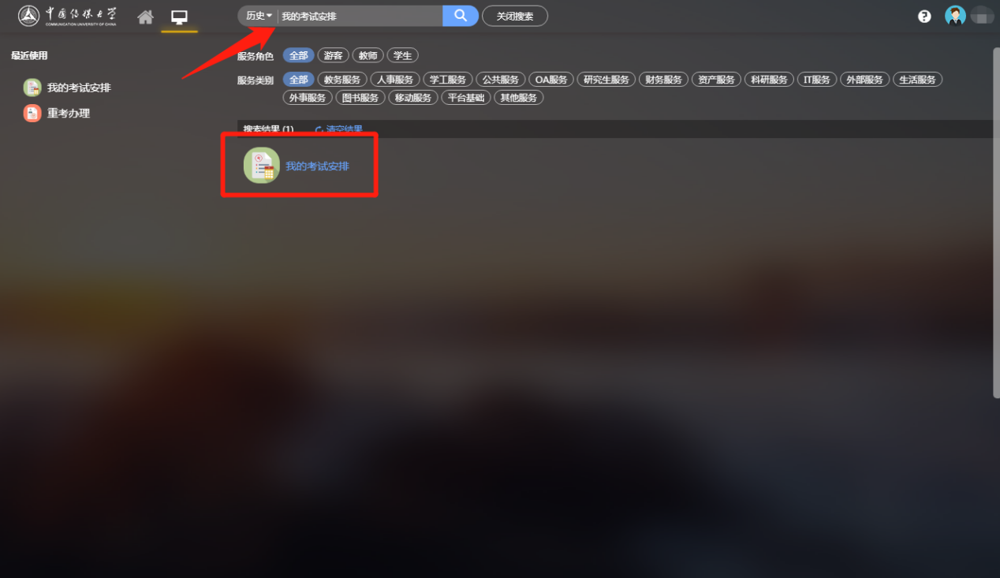 中国传媒大学
COMMUNICATION UNIVERSITY OF CHINA
历史 我的考试安排 关闭搜索
最近使用
我的考试安排
重考办理
服务角色 全部 游客 教师 学生
服务类别 全部 教务服务 人事服务 学工服务 公共服务 OA服务 研究生服务 财务服务 资产服务 科研服务 IT服务 外部服务 生活服务
外事服务 图书服务 移动服务 平台基础 其他服务
搜索结果 (1) 清空结果
我的考试安排